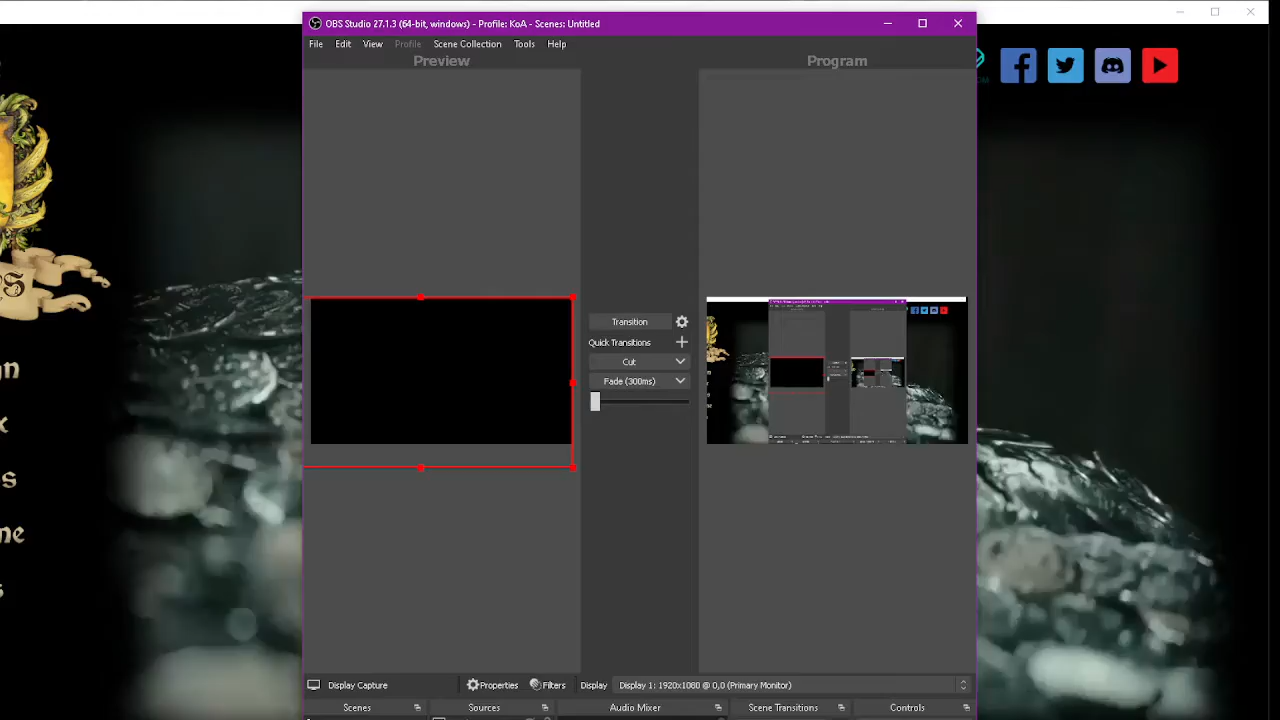 OBS Studio 27.1.3 (64-bit, windows) - Profile: KoA - Scenes: Untitled
File Edit View Profile Scene Collection Tools Help
Preview
Program
Transition
Quick Transitions
Cut
Fade (300ms)
Display Capture
Properties
Filters
Display
Display 1: 1920x1080 @ 0,0 (Primary Monitor)
Scenes
Sources
Audio Mixer
Scene Transitions
Controls